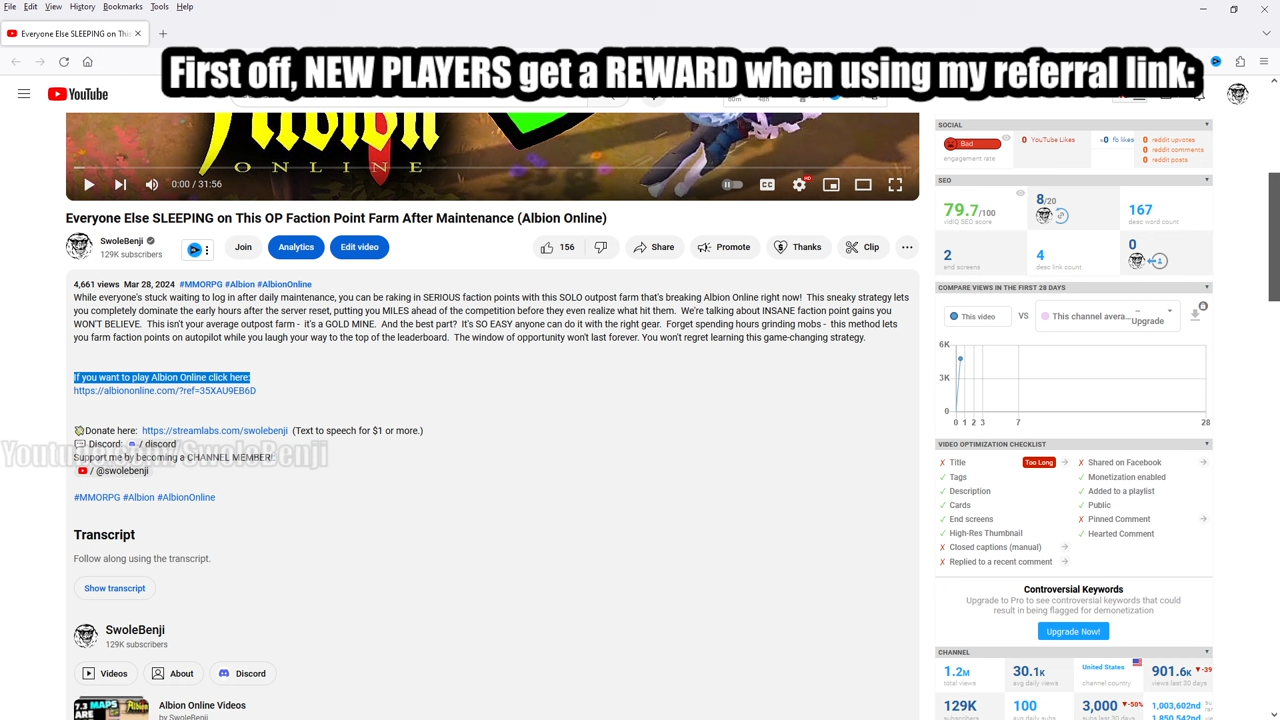 File Edit View History Bookmarks Tools Help
Everyone Else SLEEPING on This
First off, NEW PLAYERS get a REWARD when using my referral link:
YouTube
Albion
ONLINE
0:00 / 31:56
Everyone Else SLEEPING on This OP Faction Point Farm After Maintenance (Albion Online)
SwoleBenji
129K subscribers
Join
Analytics
Edit video
156
Share
Promote
Thanks
Clip
4,661 views Mar 28, 2024 #MMORPG #Albion #AlbionOnline
While everyone's stuck waiting to log in after daily maintenance, you can be raking in SERIOUS faction points with this SOLO outpost farm that's breaking Albion Online right now! This sneaky strategy lets
you completely dominate the early hours after the server reset, putting you MILES ahead of the competition before they even realize what hit them. We're talking about INSANE faction point gains you
WON'T BELIEVE. This isn't your average outpost farm - it's a GOLD MINE. And the best part? It's SO EASY anyone can do it with the right gear. Forget spending hours grinding mobs - this method lets
you farm faction points on autopilot while you laugh your way to the top of the leaderboard. The window of opportunity won't last forever. You won't regret learning this game-changing strategy.
If you want to play Albion Online click here:
https://albiononline.com/?ref=35XAU9EB6D
Donate here: https://streamlabs.com/swolebenji (Text to speech for $1 or more.)
Discord: / discord
Youtube.com/SwoleBenji
Support me by becoming a CHANNEL MEMBER!:
/ @swolebenji
#MMORPG #Albion #AlbionOnline
Transcript
Follow along using the transcript.
Show transcript
SwoleBenji
129K subscribers
Videos
About
Discord
Albion Online Videos
by SwoleBenji
73 MAPS
ARE
SOCIAL
Bad
engagement rate
0 YouTube Likes
0 fb likes
0 reddit upvotes
0 reddit comments
0 reddit posts
SEO
79.7/100
vidIQ SEO score
8/20
167
desc word count
2
end screens
4
desc link count
0
COMPARE VIEWS IN THE FIRST 28 DAYS
This video
VS
This channel avera...
– Upgrade
6K
3K
0
0 1 2 3 7 28
VIDEO OPTIMIZATION CHECKLIST
Title
Too Long
Tags
Description
Cards
End screens
High-Res Thumbnail
Closed captions (manual)
Replied to a recent comment
Shared on Facebook
Monetization enabled
Added to a playlist
Public
Pinned Comment
Hearted Comment
Controversial Keywords
Upgrade to Pro to see controversial keywords that could
result in being flagged for demonetization
Upgrade Now!
CHANNEL
1.2M
total views
30.1K
avg daily views
United States
channel country
901.6K
-39
views last 30 days
129K
subscribers
100
avg daily subs
3,000
-50%
subs last 30 days
1,003,602nd
1,850,542nd